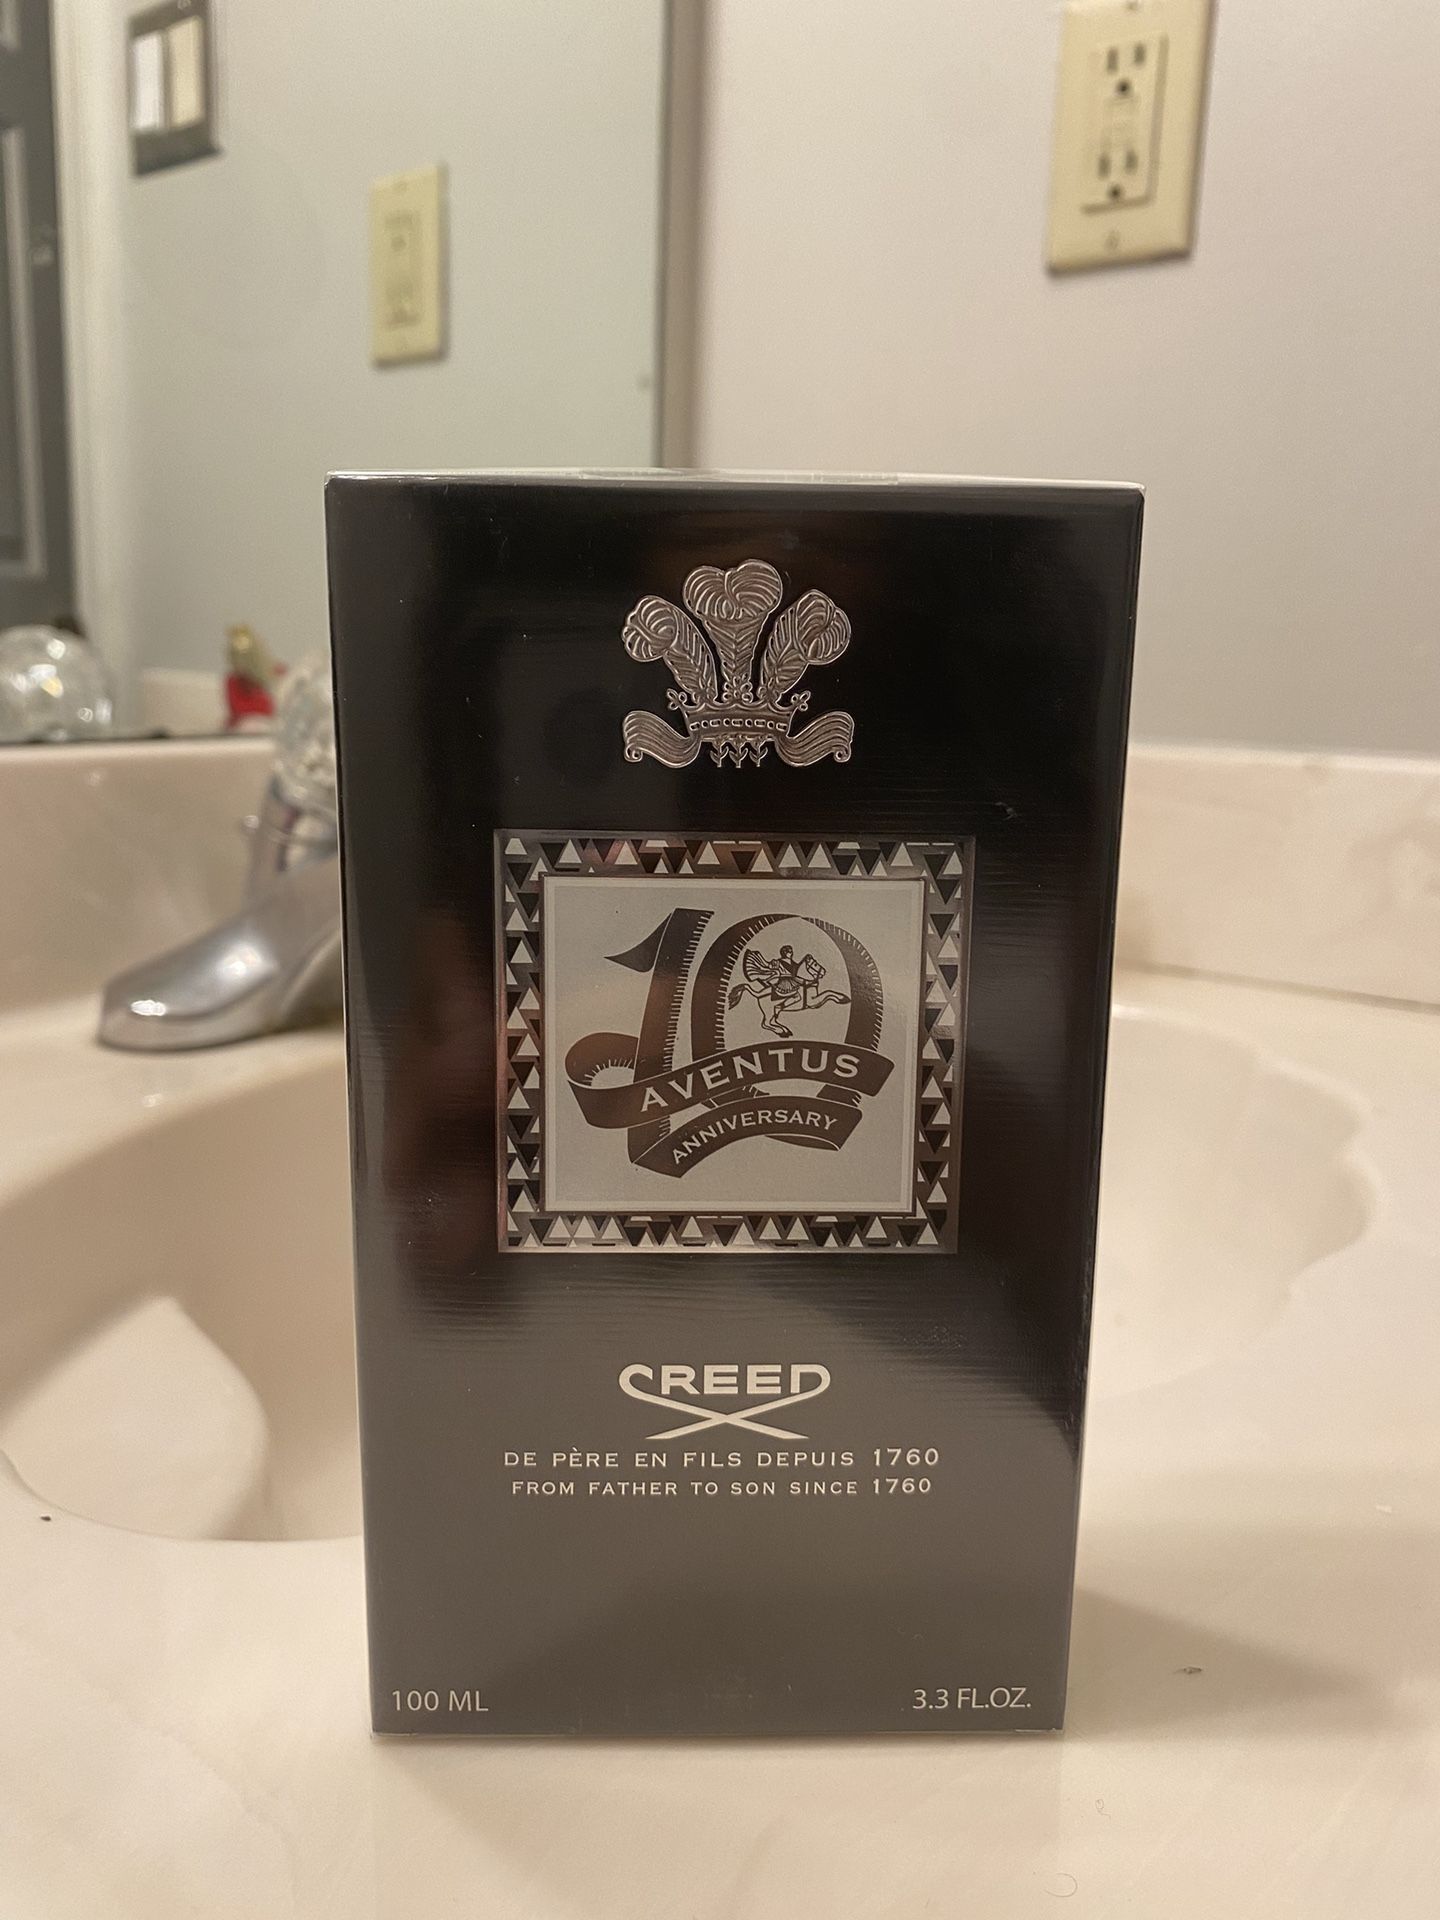 10
AVENTUS
ANNIVERSARY
CREED
DE PÈRE EN FILS DEPUIS 1760
FROM FATHER TO SON SINCE 1760
100 ML
3.3 FL.OZ.